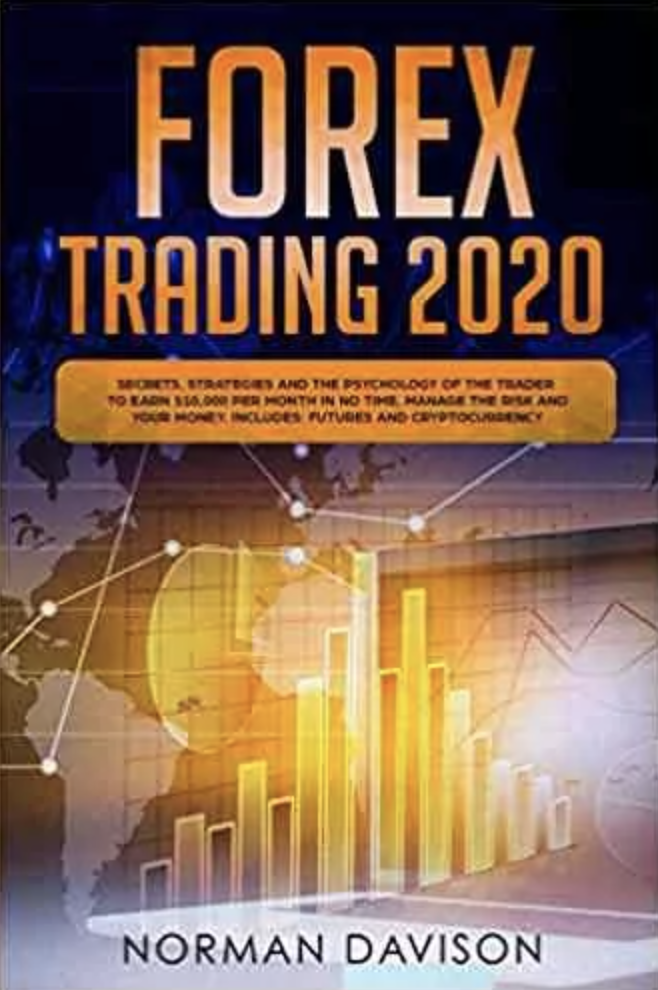 FOREX
TRADING 2020
SECRETS, STRATEGIES AND THE PSYCHOLOGY OF THE TRADER
TO EARN $10,000 PER MONTH IN NO TIME. MANAGE THE RISK AND
YOUR MONEY. INCLUDES: FUTURES AND CRYPTOCURRENCY
NORMAN DAVISON